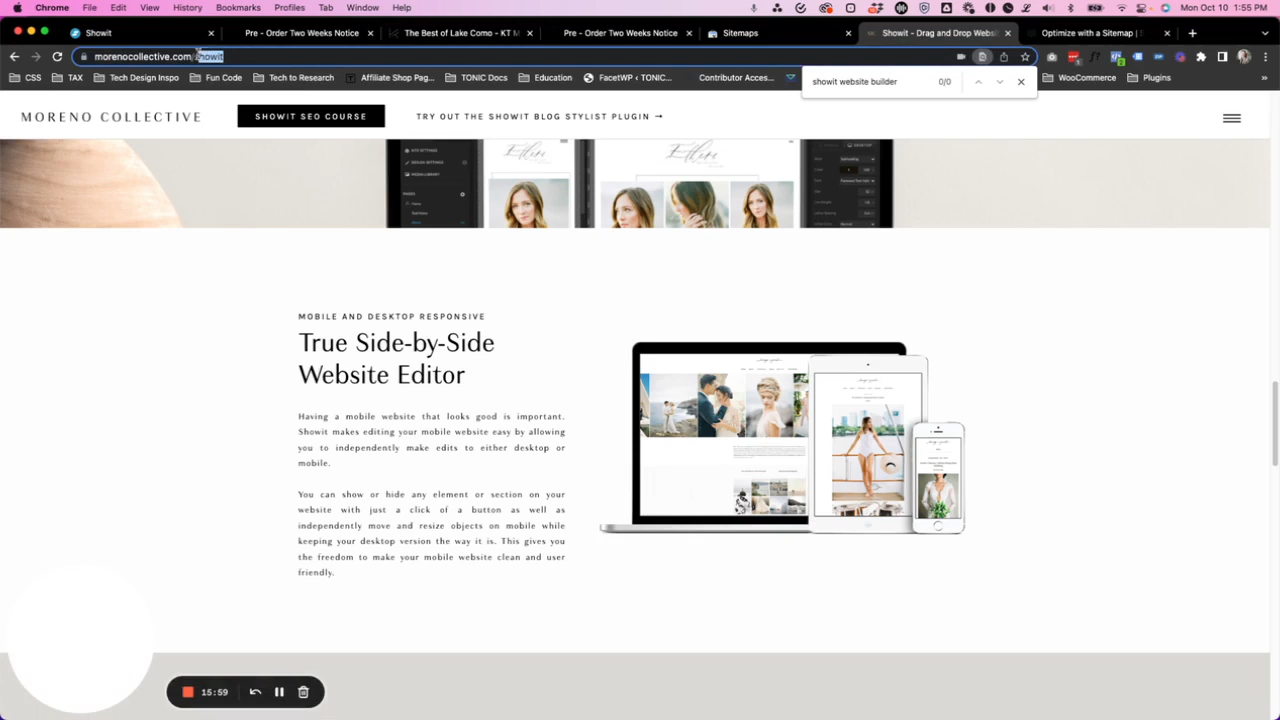 Chrome File Edit View History Bookmarks Profiles Tab Window Help Mon Oct 10 1:55 PM
Showit Pre - Order Two Weeks Notice The Best of Lake Como - KT M Pre - Order Two Weeks Notice Sitemaps Showit - Drag and Drop Webs Optimize with a Sitemap |
morenocollective.com/showit
CSS TAX Tech Design Inspo Fun Code Tech to Research Affiliate Shop Pag... TONIC Docs Education FacetWP < TONIC... Contributor Acces... WooCommerce Plugins
showit website builder 0/0
MORENO COLLECTIVE SHOWIT SEO COURSE TRY OUT THE SHOWIT BLOG STYLIST PLUGIN →
SITE SETTINGS
DESIGN SETTINGS
MEDIA LIBRARY
PAGES
MOBILE AND DESKTOP RESPONSIVE
True Side-by-Side
Website Editor
Having a mobile website that looks good is important.
Showit makes editing your mobile website easy by allowing
you to independently make edits to either desktop or
mobile.
You can show or hide any element or section on your
website with just a click of a button as well as
independently move and resize objects on mobile while
keeping your desktop version the way it is. This gives you
the freedom to make your mobile website clean and user
friendly.
15:59